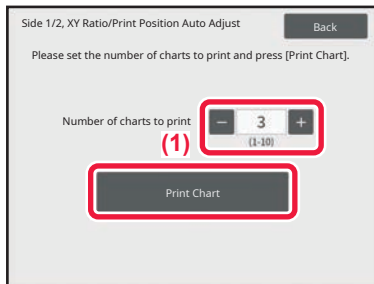 Side 1/2, XY Ratio/Print Position Auto Adjust
Back
Please set the number of charts to print and press [Print Chart].
Number of charts to print
− 3 +
(1-10)
(1)
Print Chart